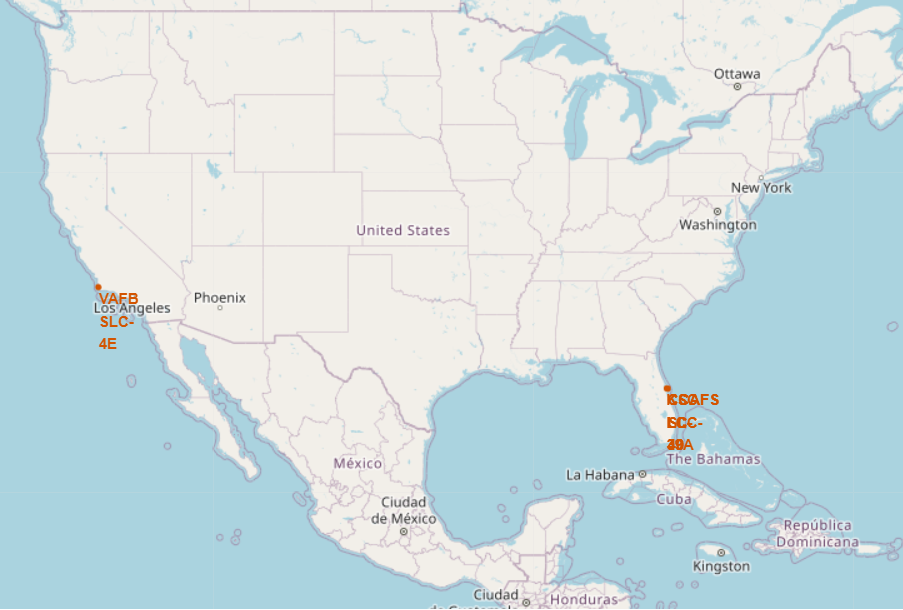 Ottawa
New York
Washington
United States
Phoenix
Los Angeles
VAFB
SLC-
4E
The Bahamas
La Habana
México
Cuba
Ciudad
de México
República
Dominicana
Kingston
Ciudad
Honduras